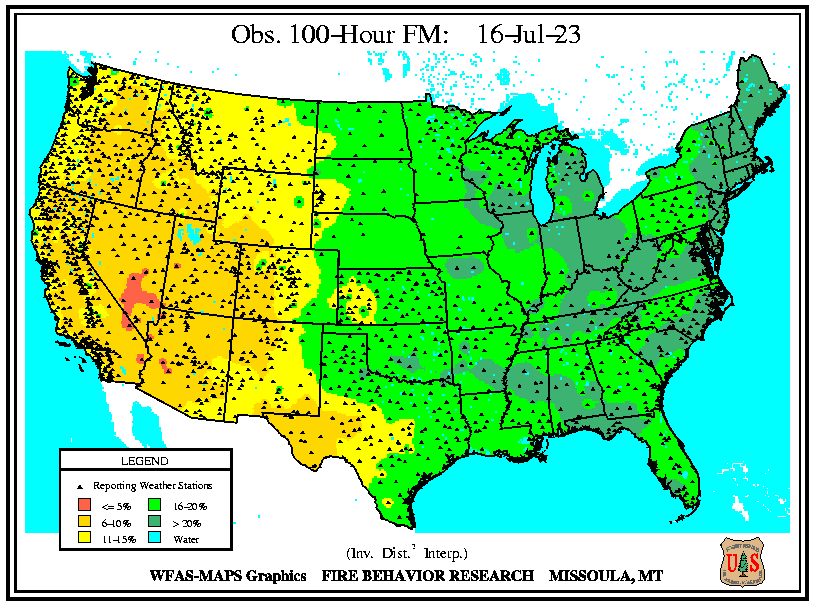 Obs. 100-Hour FM: 16-Jul-23
LEGEND
Reporting Weather Stations
<= 5% 16-20%
6-10% > 20%
11-15% Water
(Inv. Dist.² Interp.)
WFAS-MAPS Graphics FIRE BEHAVIOR RESEARCH MISSOULA, MT
U S